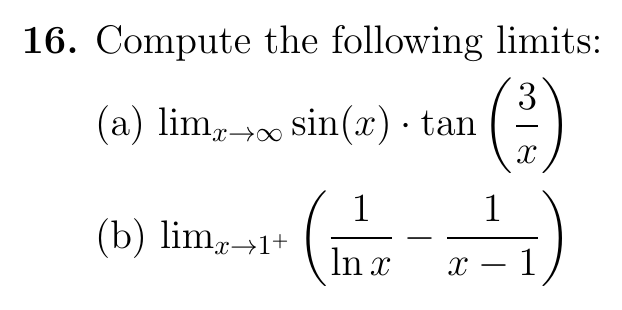 16. Compute the following limits:
(a) lim_{x→∞} sin(x) · tan(3/x)
(b) lim_{x→1⁺} (1/ln x − 1/(x − 1))